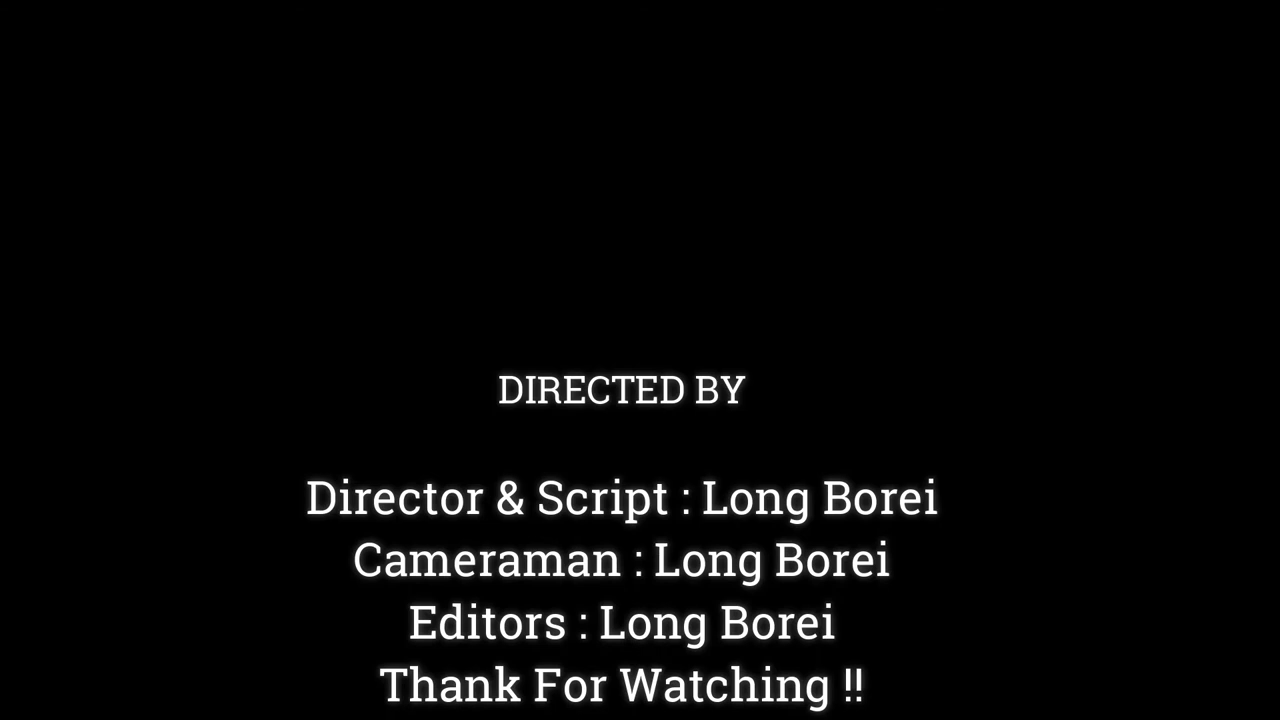 DIRECTED BY
Director & Script : Long Borei
Cameraman : Long Borei
Editors : Long Borei
Thank For Watching !!